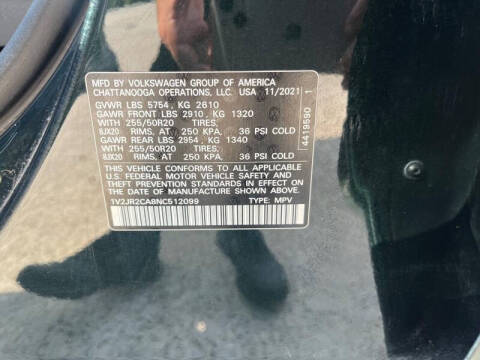 MFD BY VOLKSWAGEN GROUP OF AMERICA
CHATTANOOGA OPERATIONS, LLC. USA 11/2021
GVWR LBS 5754, KG 2610
GAWR FRONT LBS 2910, KG 1320
WITH 255/50R20 TIRES,
8JX20 RIMS, AT 250 KPA, 36 PSI COLD
GAWR REAR LBS 2954, KG 1340
WITH 255/50R20 TIRES,
8JX20 RIMS, AT 250 KPA, 36 PSI COLD
THIS VEHICLE CONFORMS TO ALL APPLICABLE
U.S. FEDERAL MOTOR VEHICLE SAFETY AND
THEFT PREVENTION STANDARDS IN EFFECT ON
THE DATE OF MANUFACTURE SHOWN ABOVE.
1V2JR2CA8NC512099 TYPE: MPV
4419590 1